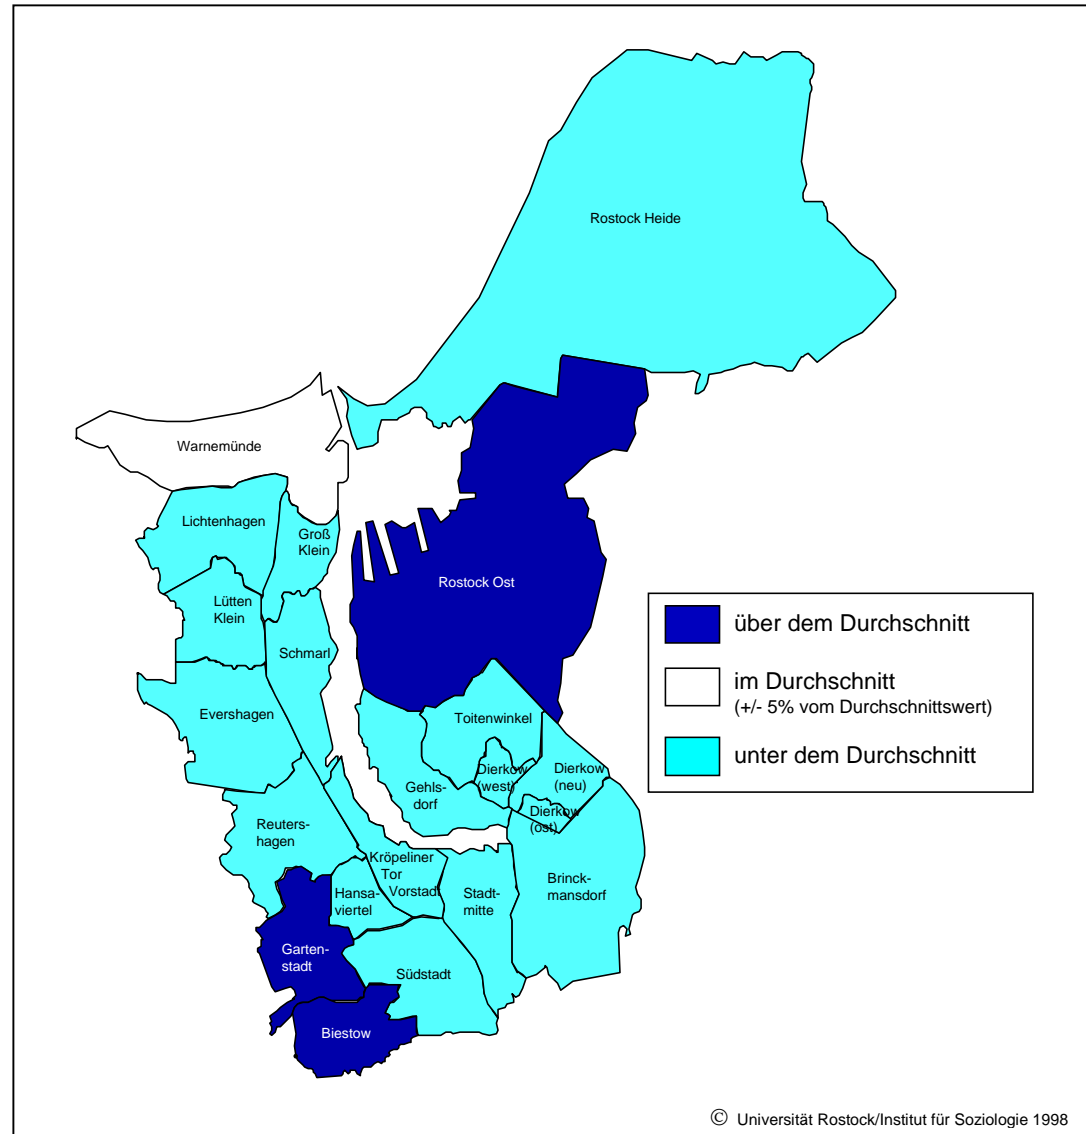 Rostock Heide
Warnemünde
Lichtenhagen
Groß
Klein
Rostock Ost
Lütten
Klein
Schmarl
Evershagen
Toitenwinkel
Dierkow
(west)
Dierkow
(neu)
Gehls-
dorf
Dierkow
(ost)
Reuters-
hagen
Kröpeliner
Tor
Vorstadt
Hansa-
viertel
Stadt-
mitte
Brinck-
mansdorf
Garten-
stadt
Südstadt
Biestow
über dem Durchschnitt
im Durchschnitt
(+/- 5% vom Durchschnittswert)
unter dem Durchschnitt
© Universität Rostock/Institut für Soziologie 1998